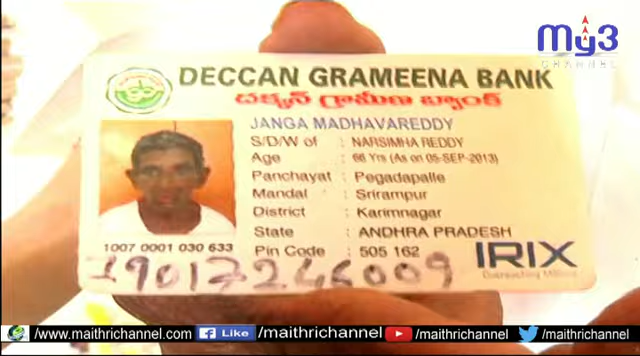 My3
CHANNEL
DECCAN GRAMEENA BANK
దక్కన్ గ్రామీణ బ్యాంక్
JANGA MADHAVAREDDY
S/D/W of : NARSIMHA REDDY
Age : 66 Yrs (As on 05-SEP-2013)
Panchayat : Pegadapalle
Mandal : Srirampur
District : Karimnagar
State : ANDHRA PRADESH
Pin Code : 505 162
1007 0001 030 633
IRIX
/www.maithrichannel.com
Like
/maithrichannel
/maithrichannel
/maithrichannel